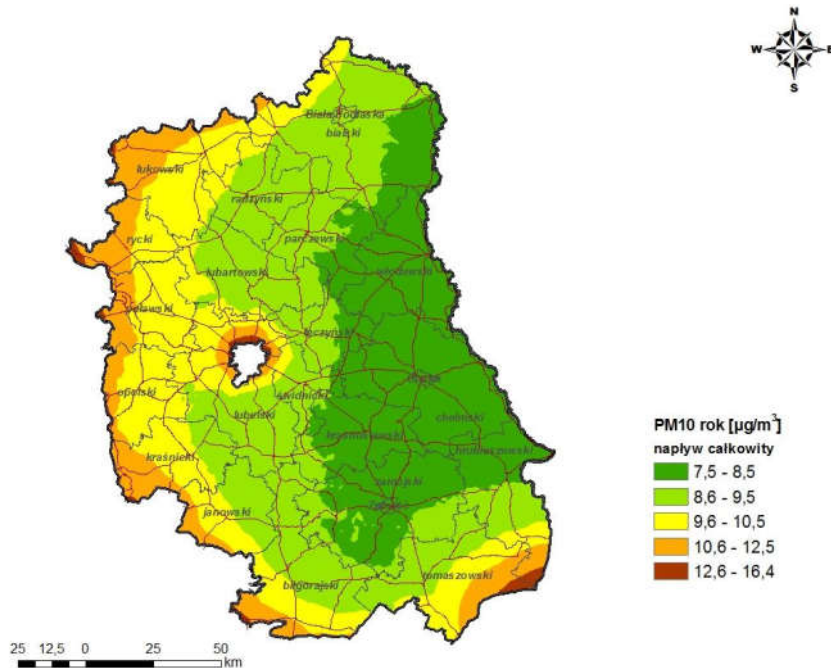 N
W E
S
Biała Podlaska
bialski
łukowski
radzyński
rycki
parczewski
lubartowski
włodawski
puławski
łęczyński
opolski
świdnicki
lubelski
chełmski
krasnostawski
hrubieszowski
kraśnicki
zamojski
janowski
biłgorajski
tomaszowski
PM10 rok [µg/m³]
napływ całkowity
7,5 - 8,5
8,6 - 9,5
9,6 - 10,5
10,6 - 12,5
12,6 - 16,4
25 12,5 0 25 50
km